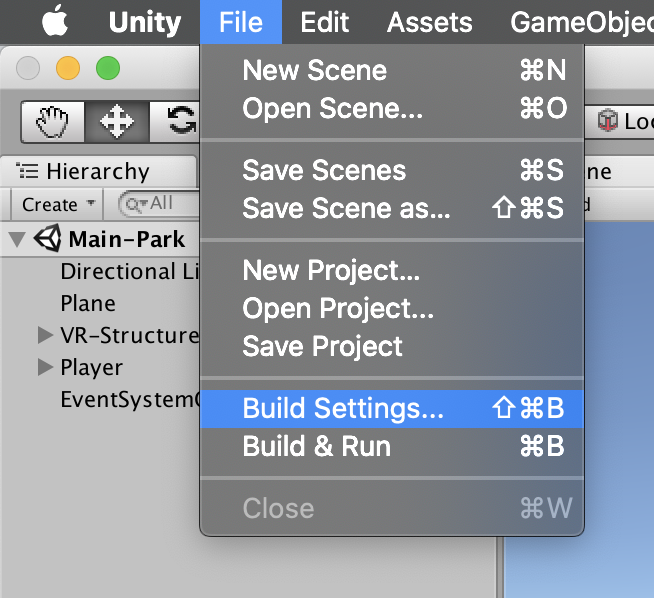 Unity File Edit Assets GameObjec
New Scene ⌘N
Open Scene... ⌘O
Save Scenes ⌘S
Save Scene as... ⇧⌘S
New Project...
Open Project...
Save Project
Build Settings... ⇧⌘B
Build & Run ⌘B
Close ⌘W
Loc
Hierarchy
Create All
Main-Park
Directional Li
Plane
VR-Structure
Player
EventSystem